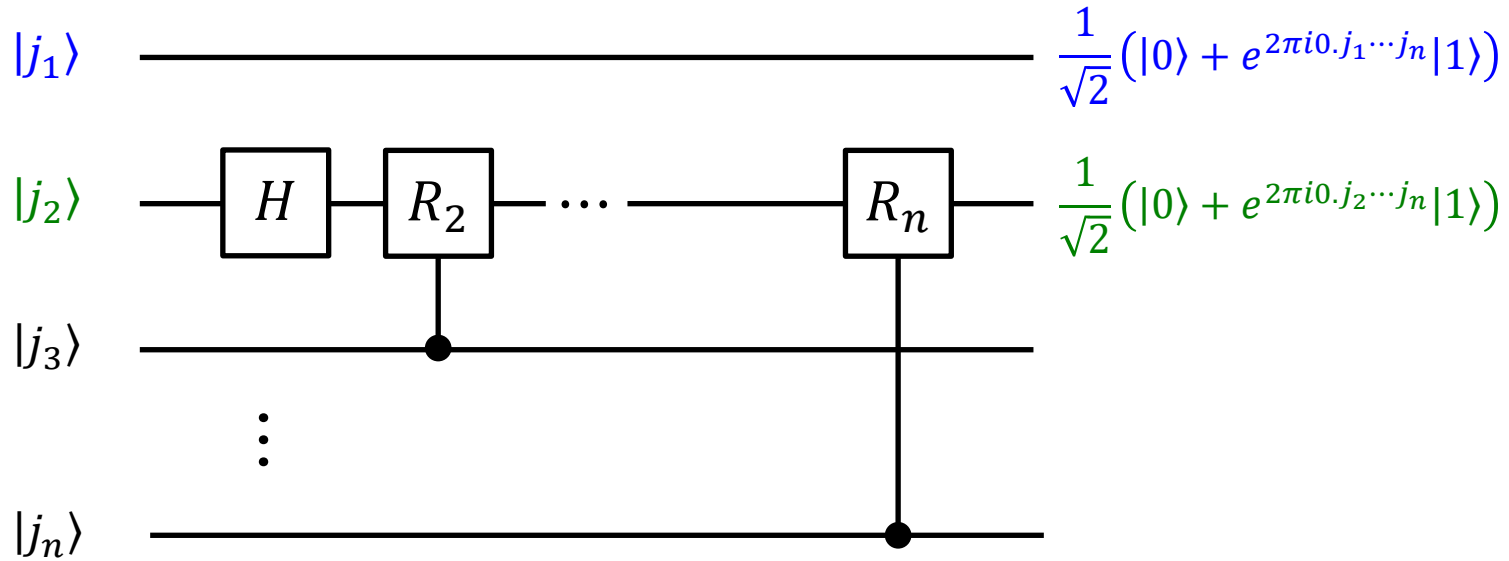 |j₁⟩ 1/√2 (|0⟩ + e^{2πi0.j₁⋯jₙ}|1⟩)
|j₂⟩ H R₂ ⋯ Rₙ 1/√2 (|0⟩ + e^{2πi0.j₂⋯jₙ}|1⟩)
|j₃⟩
⋮
|jₙ⟩